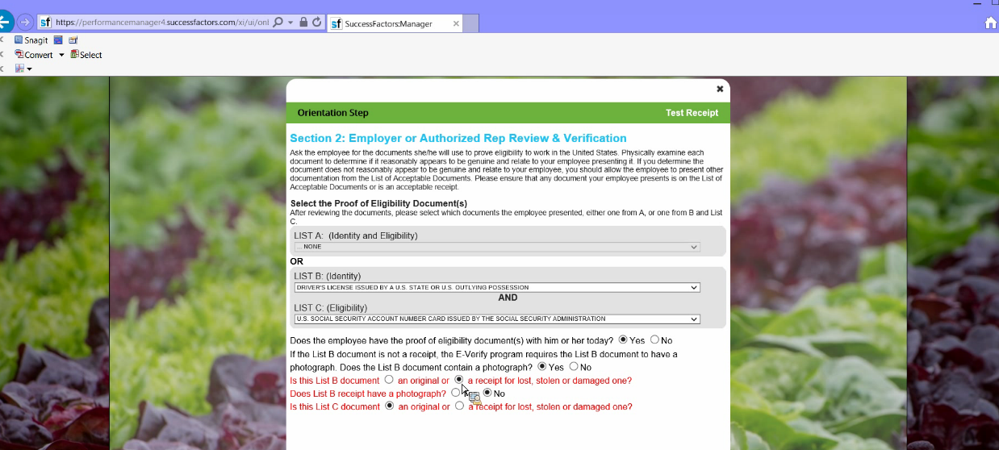 https://performancemanager4.successfactors.com/xi/ui/onl
SuccessFactors:Manager
Snagit
Convert
Select
Orientation Step
Test Receipt
Section 2: Employer or Authorized Rep Review & Verification
Ask the employee for the documents she/he will use to prove eligibility to work in the United States. Physically examine each
document to determine if it reasonably appears to be genuine and relate to your employee presenting it. If you determine the
document does not reasonably appear to be genuine and relate to your employee, you should allow the employee to present other
documentation from the List of Acceptable Documents. Please ensure that any document your employee presents is on the List of
Acceptable Documents or is an acceptable receipt.
Select the Proof of Eligibility Document(s)
After reviewing the documents, please select which documents the employee presented, either one from A, or one from B and List
C.
LIST A: (Identity and Eligibility)
... NONE
OR
LIST B: (Identity)
DRIVER'S LICENSE ISSUED BY A U.S. STATE OR U.S. OUTLYING POSSESSION
AND
LIST C: (Eligibility)
U.S. SOCIAL SECURITY ACCOUNT NUMBER CARD ISSUED BY THE SOCIAL SECURITY ADMINISTRATION
Does the employee have the proof of eligibility document(s) with him or her today? Yes No
If the List B document is not a receipt, the E-Verify program requires the List B document to have a
photograph. Does the List B document contain a photograph? Yes No
Is this List B document an original or a receipt for lost, stolen or damaged one?
Does List B receipt have a photograph? No
Is this List C document an original or a receipt for lost, stolen or damaged one?